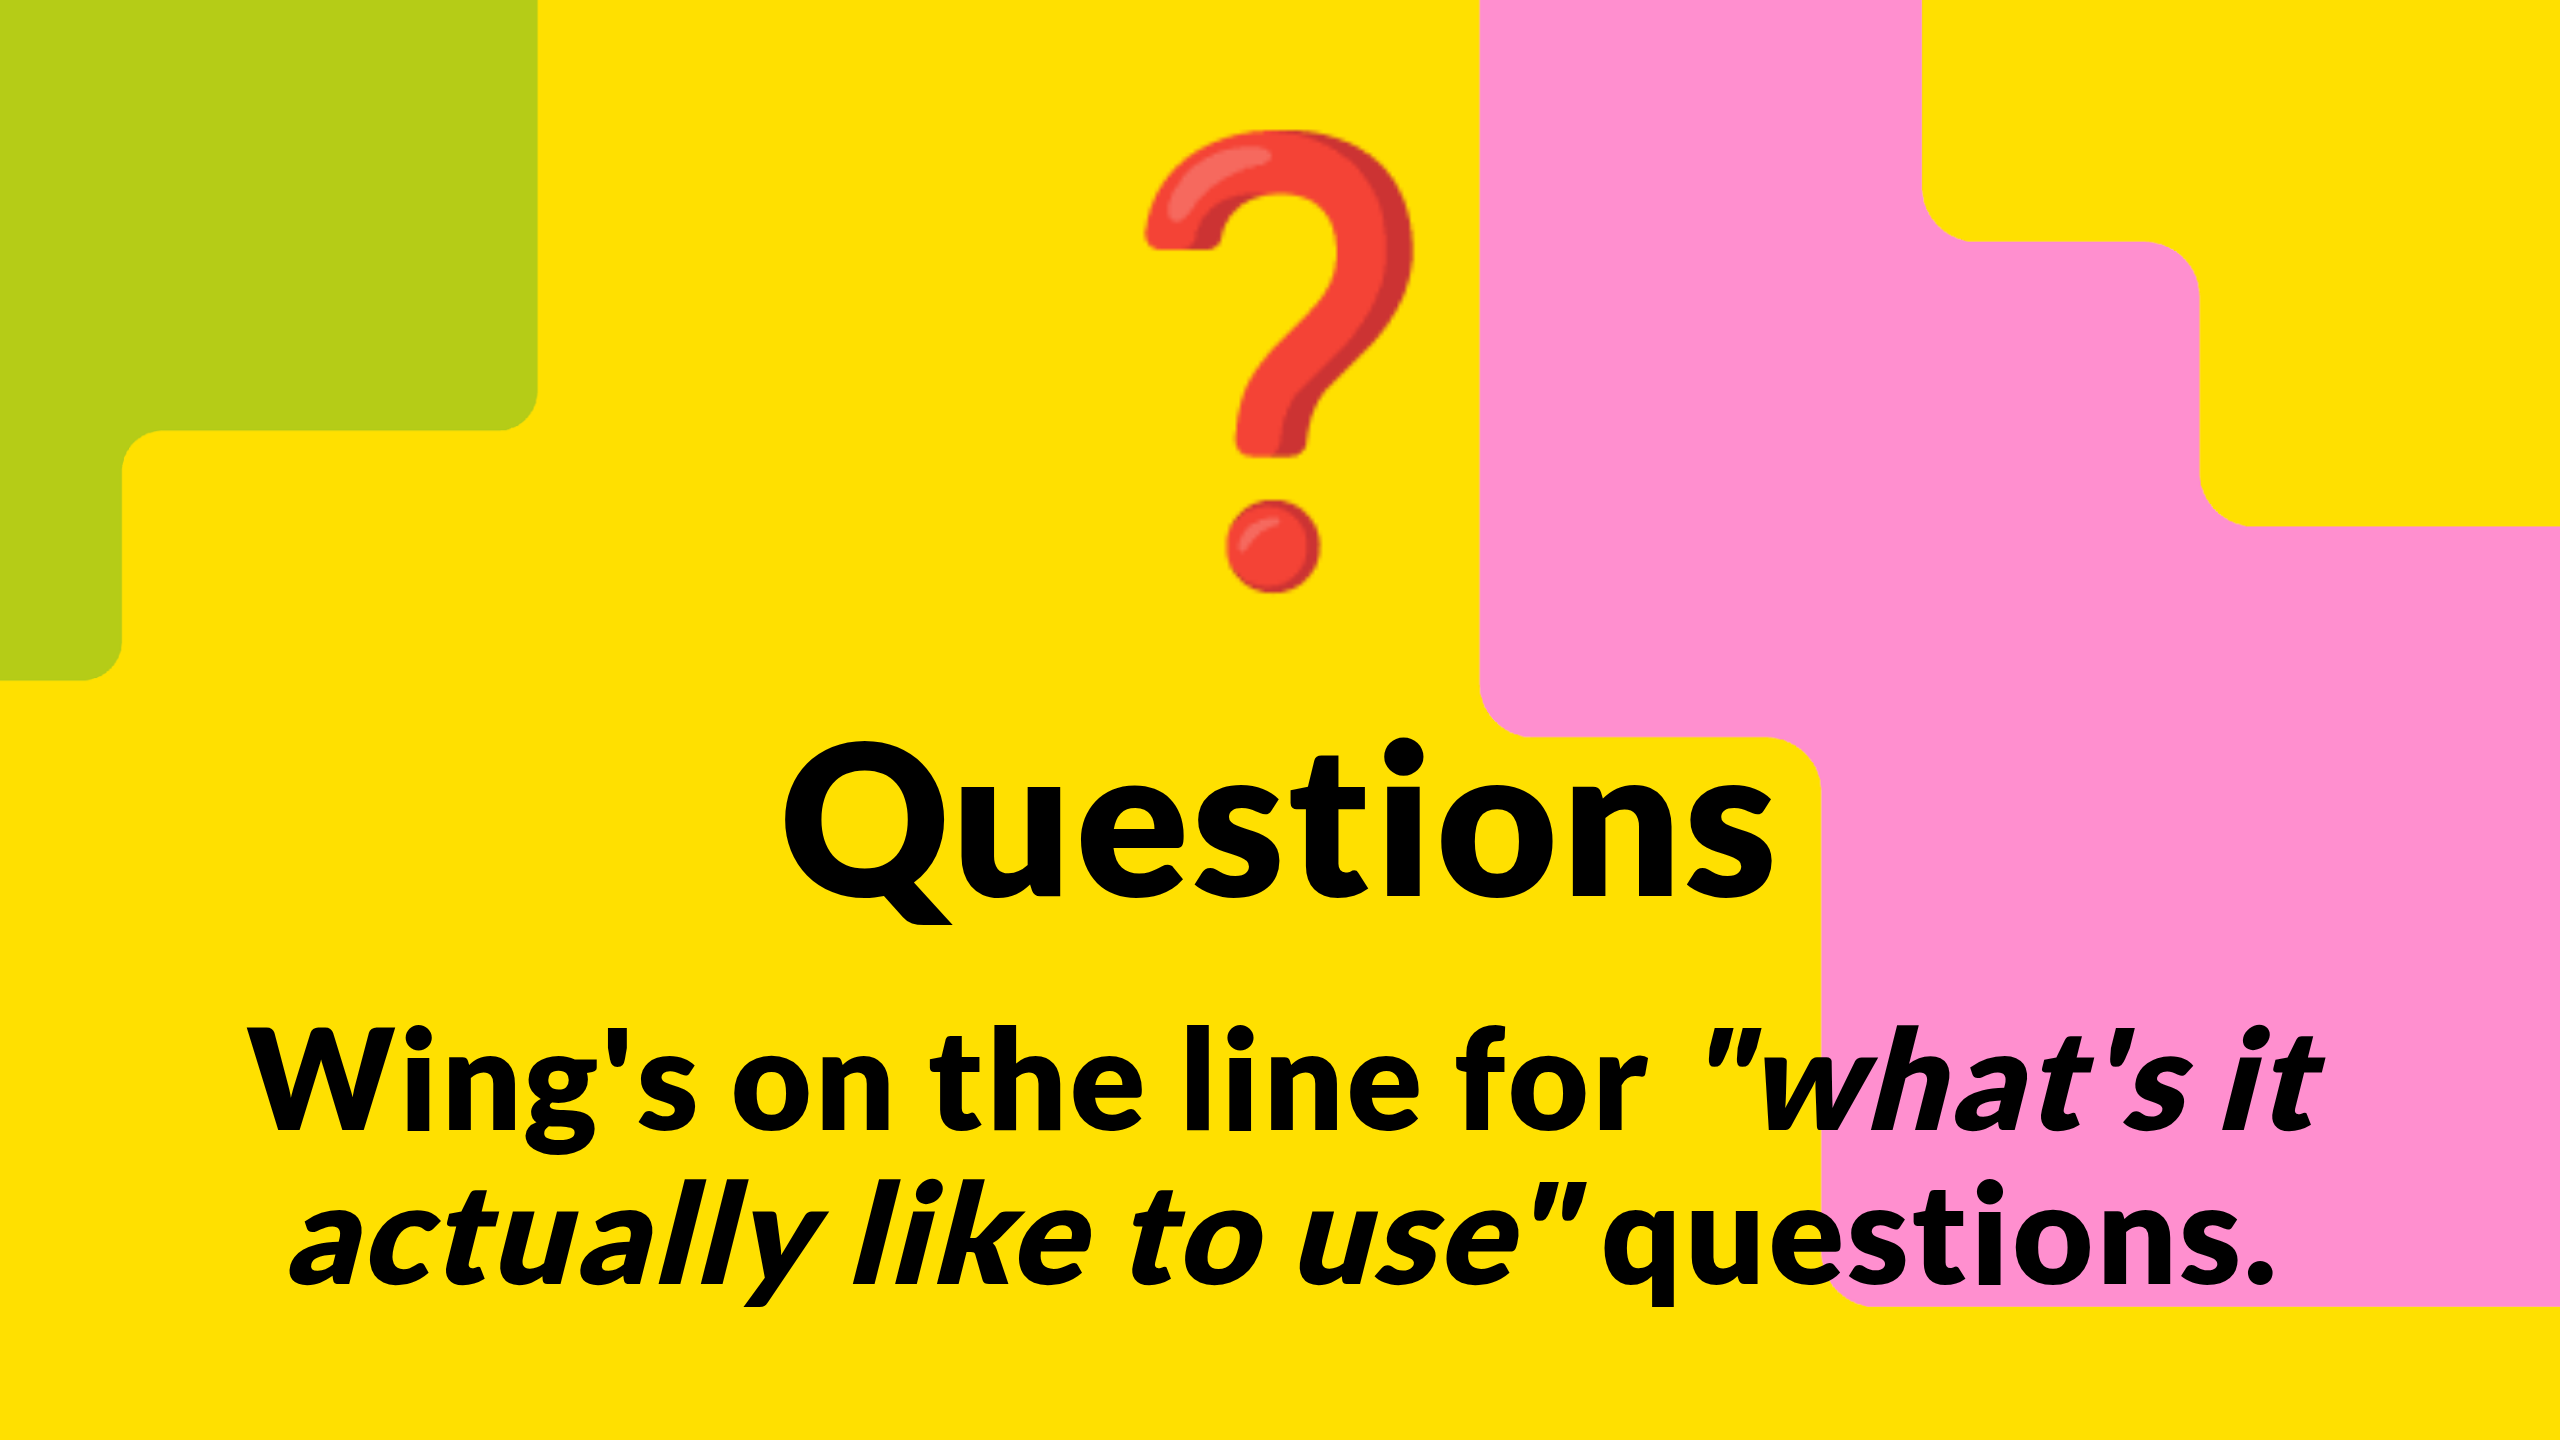 Questions
Wing's on the line for "what's it
actually like to use" questions.